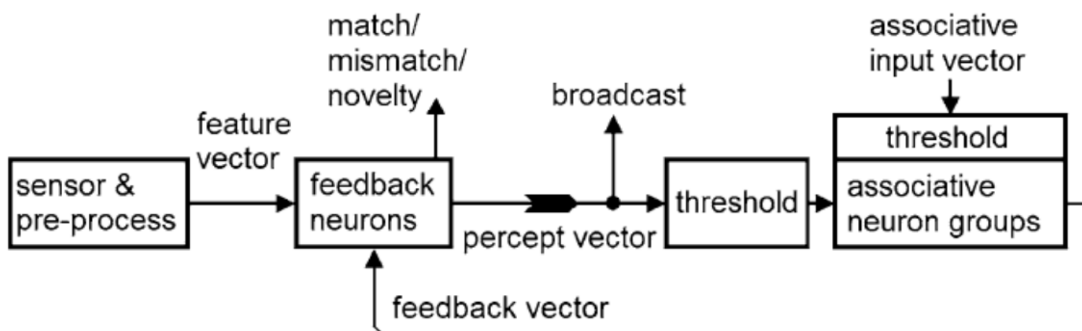 match/
mismatch/
novelty
associative
input vector
broadcast
feature
vector
threshold
sensor &
pre-process
feedback
neurons
percept vector
threshold
associative
neuron groups
feedback vector